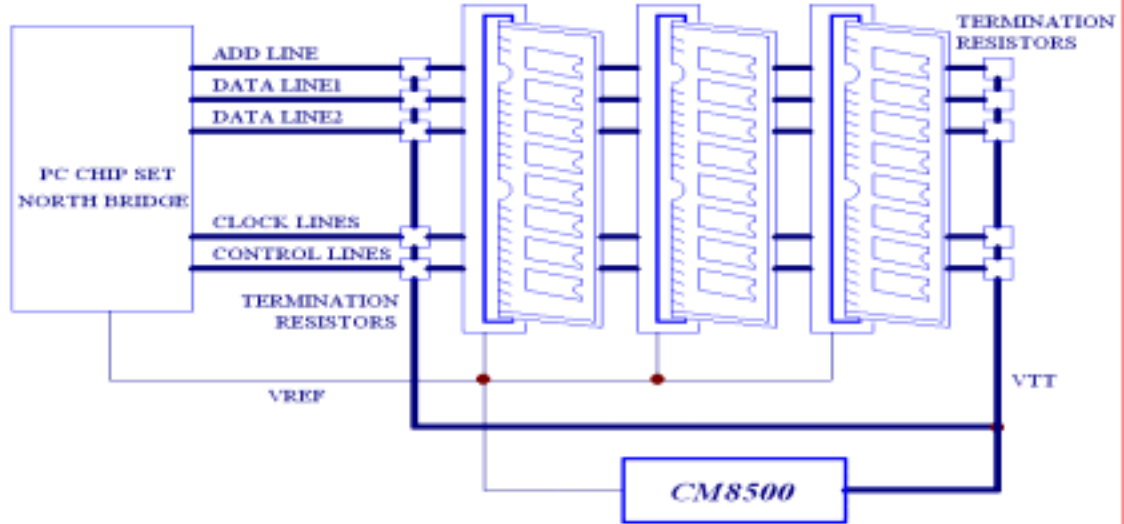 TERMINATION
RESISTORS
ADD LINE
DATA LINE1
DATA LINE2
PC CHIP SET
NORTH BRIDGE
CLOCK LINES
CONTROL LINES
TERMINATION
RESISTORS
VREF
VTT
CM8500